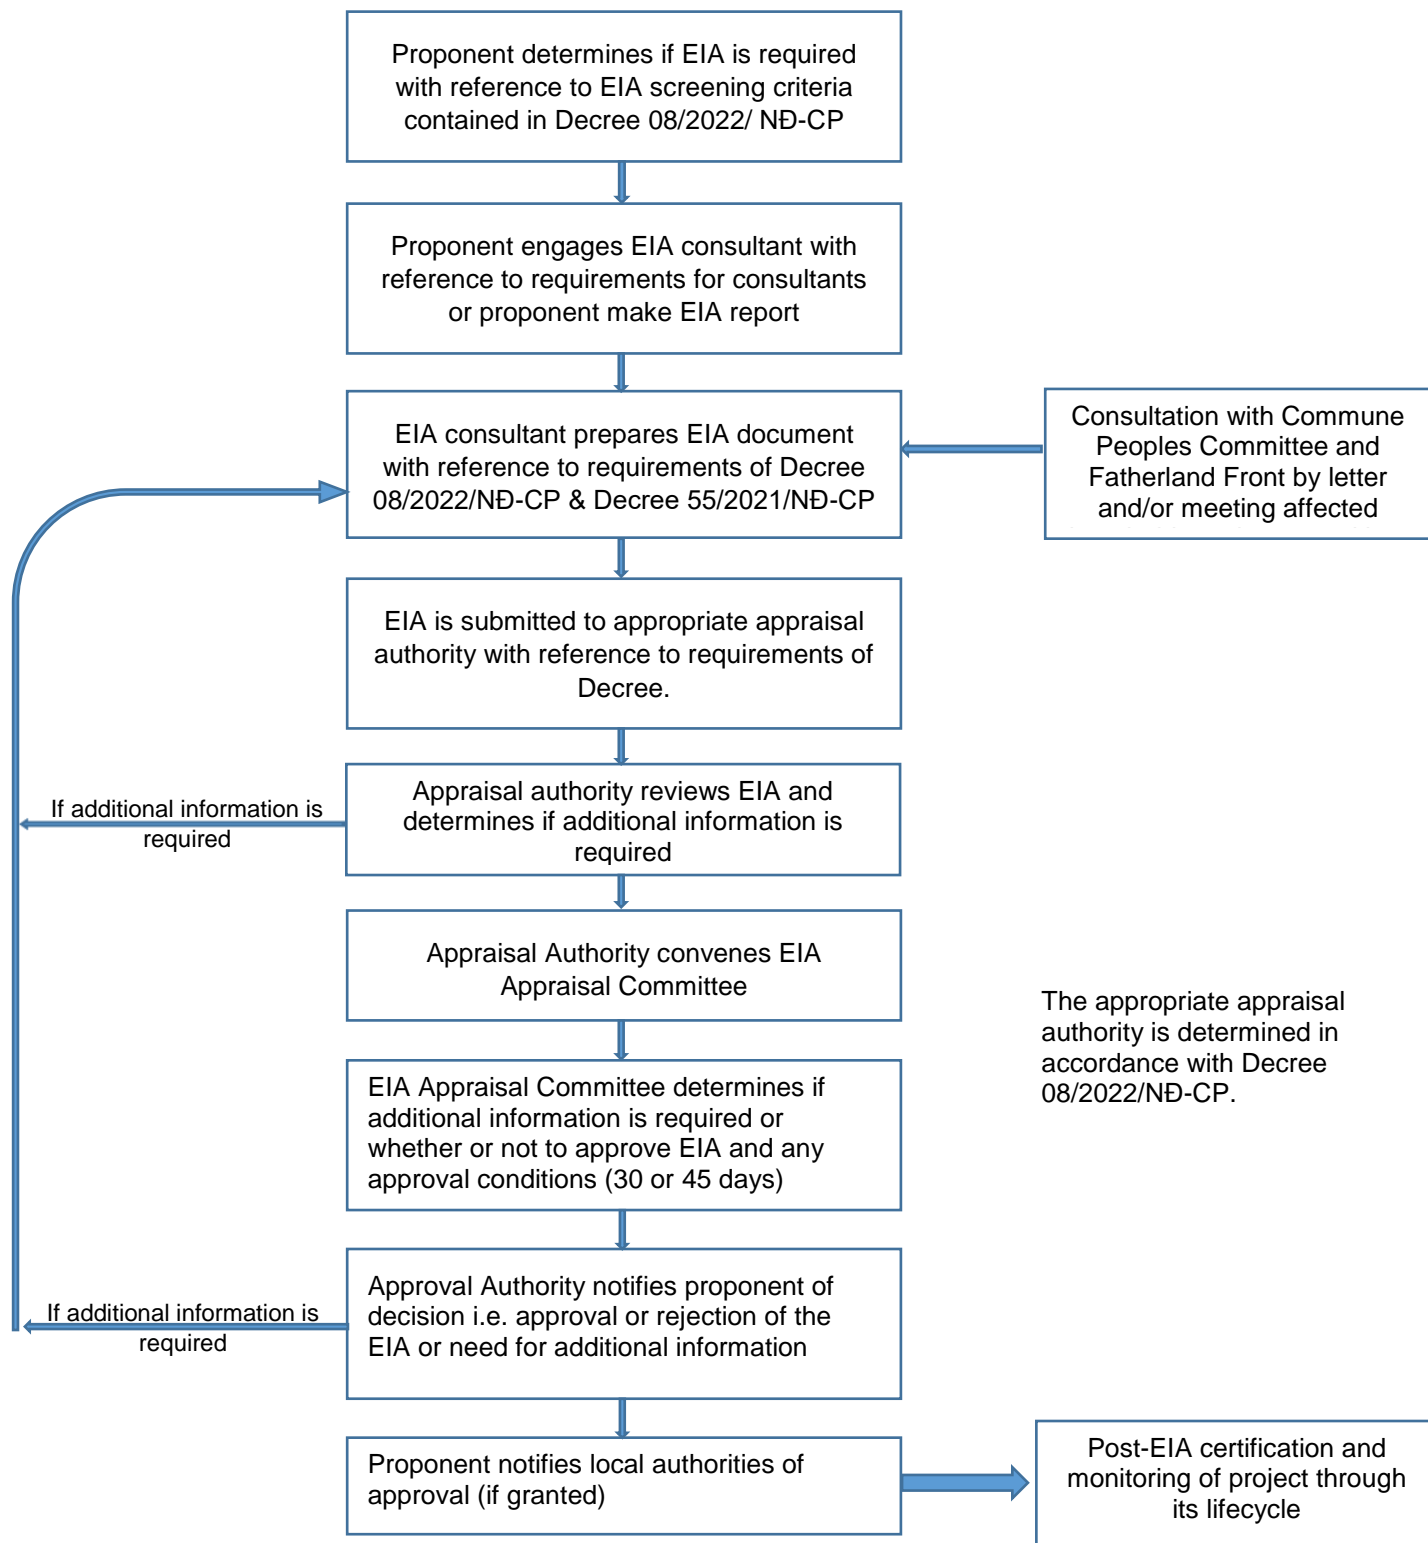 Proponent determines if EIA is required
with reference to EIA screening criteria
contained in Decree 08/2022/ NĐ-CP
Proponent engages EIA consultant with
reference to requirements for consultants
or proponent make EIA report
EIA consultant prepares EIA document
with reference to requirements of Decree
08/2022/NĐ-CP & Decree 55/2021/NĐ-CP
Consultation with Commune
Peoples Committee and
Fatherland Front by letter
and/or meeting affected
EIA is submitted to appropriate appraisal
authority with reference to requirements of
Decree.
Appraisal authority reviews EIA and
determines if additional information is
required
If additional information is
required
Appraisal Authority convenes EIA
Appraisal Committee
The appropriate appraisal
authority is determined in
accordance with Decree
08/2022/NĐ-CP.
EIA Appraisal Committee determines if
additional information is required or
whether or not to approve EIA and any
approval conditions (30 or 45 days)
Approval Authority notifies proponent of
decision i.e. approval or rejection of the
EIA or need for additional information
If additional information is
required
Proponent notifies local authorities of
approval (if granted)
Post-EIA certification and
monitoring of project through
its lifecycle